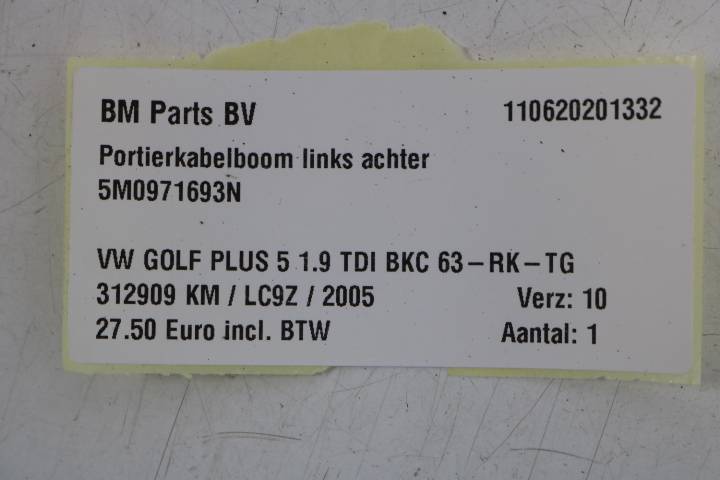 BM Parts BV 110620201332
Portierkabelboom links achter
5M0971693N
VW GOLF PLUS 5 1.9 TDI BKC 63-RK-TG
312909 KM / LC9Z / 2005 Verz: 10
27.50 Euro incl. BTW Aantal: 1